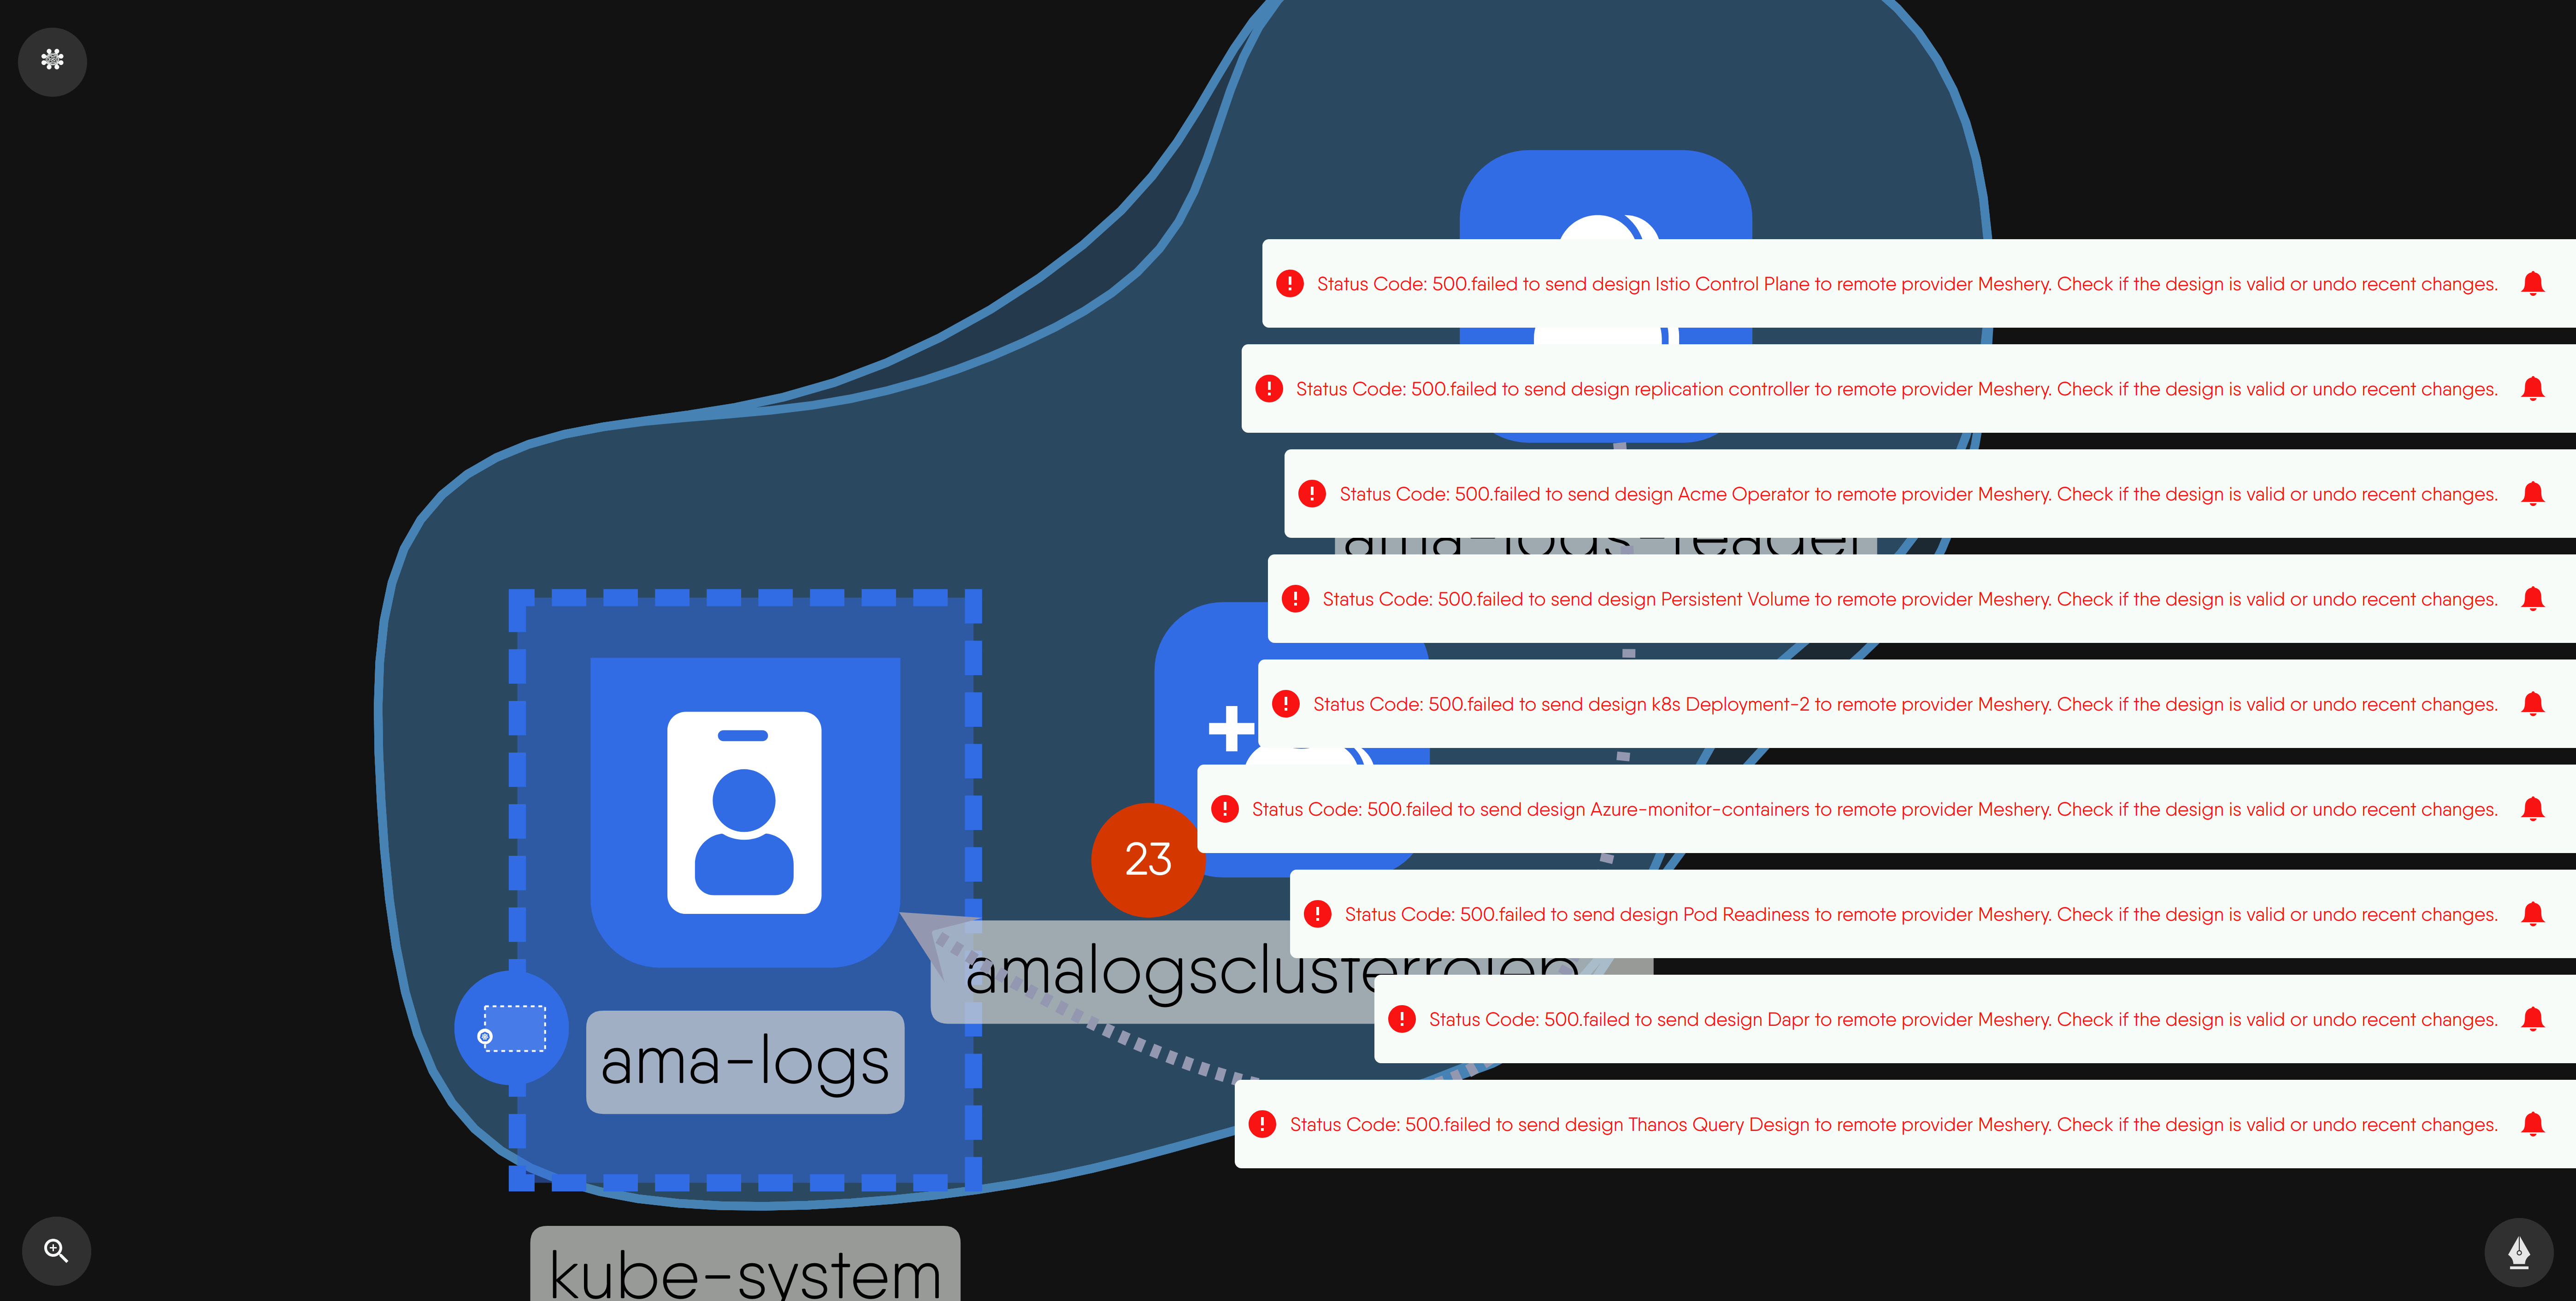 Status Code: 500.failed to send design Istio Control Plane to remote provider Meshery. Check if the design is valid or undo recent changes.
Status Code: 500.failed to send design replication controller to remote provider Meshery. Check if the design is valid or undo recent changes.
Status Code: 500.failed to send design Acme Operator to remote provider Meshery. Check if the design is valid or undo recent changes.
ama-logs-reader
Status Code: 500.failed to send design Persistent Volume to remote provider Meshery. Check if the design is valid or undo recent changes.
Status Code: 500.failed to send design k8s Deployment-2 to remote provider Meshery. Check if the design is valid or undo recent changes.
Status Code: 500.failed to send design Azure-monitor-containers to remote provider Meshery. Check if the design is valid or undo recent changes.
23
Status Code: 500.failed to send design Pod Readiness to remote provider Meshery. Check if the design is valid or undo recent changes.
Status Code: 500.failed to send design Dapr to remote provider Meshery. Check if the design is valid or undo recent changes.
ama-logs
Status Code: 500.failed to send design Thanos Query Design to remote provider Meshery. Check if the design is valid or undo recent changes.
kube-system